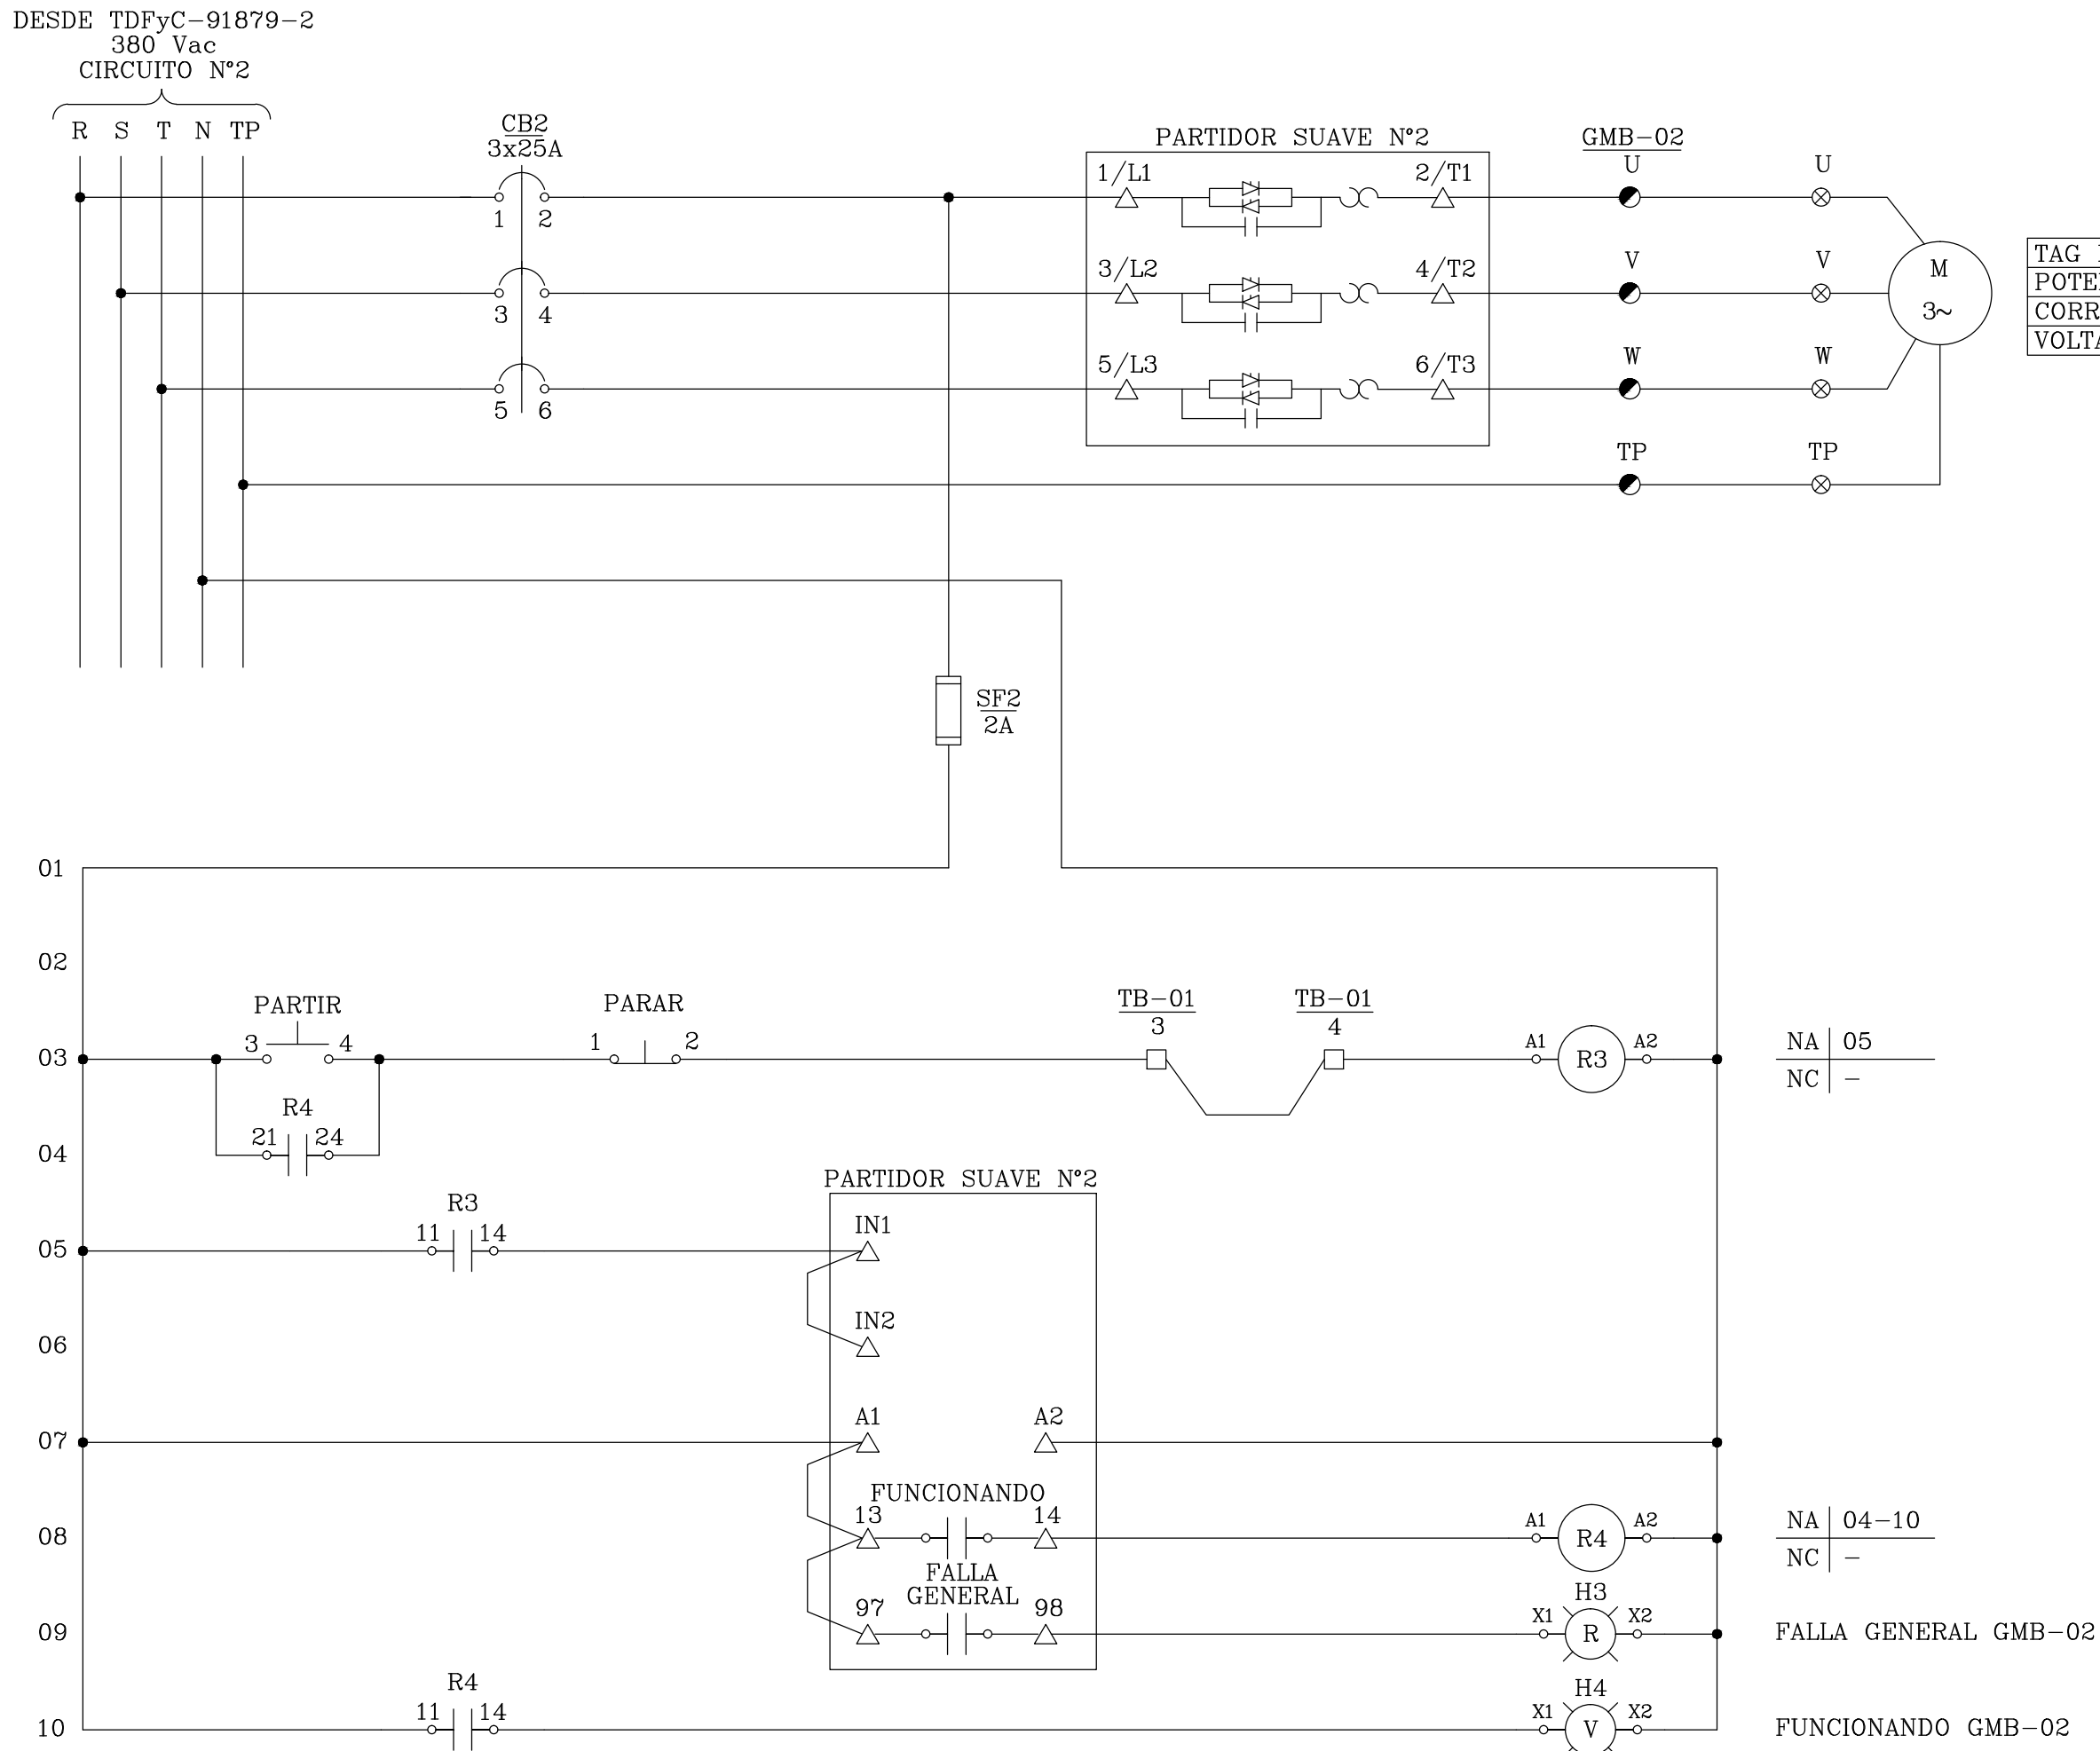 DESDE TDFyC-91879-2
380 Vac
CIRCUITO N°2
R S T N TP
CB2
3x25A
1 2
3 4
5 6
PARTIDOR SUAVE N°2
1/L1 2/T1
3/L2 4/T2
5/L3 6/T3
GMB-02
U U
V V
W W
TP TP
M
3~
TAG
POTE
CORR
VOLTA
SF2
2A
01
02
PARTIR PARAR TB-01 TB-01
3 4
03 3 4 1 2 A1 R3 A2 NA 05
NC -
R4
04 21 24
PARTIDOR SUAVE N°2
R3
05 11 14 IN1
06 IN2
07 A1 A2
FUNCIONANDO
08 13 14 A1 R4 A2 NA 04-10
NC -
FALLA
GENERAL
H3
09 97 98 X1 R X2 FALLA GENERAL GMB-02
R4 H4
10 11 14 X1 V X2 FUNCIONANDO GMB-02